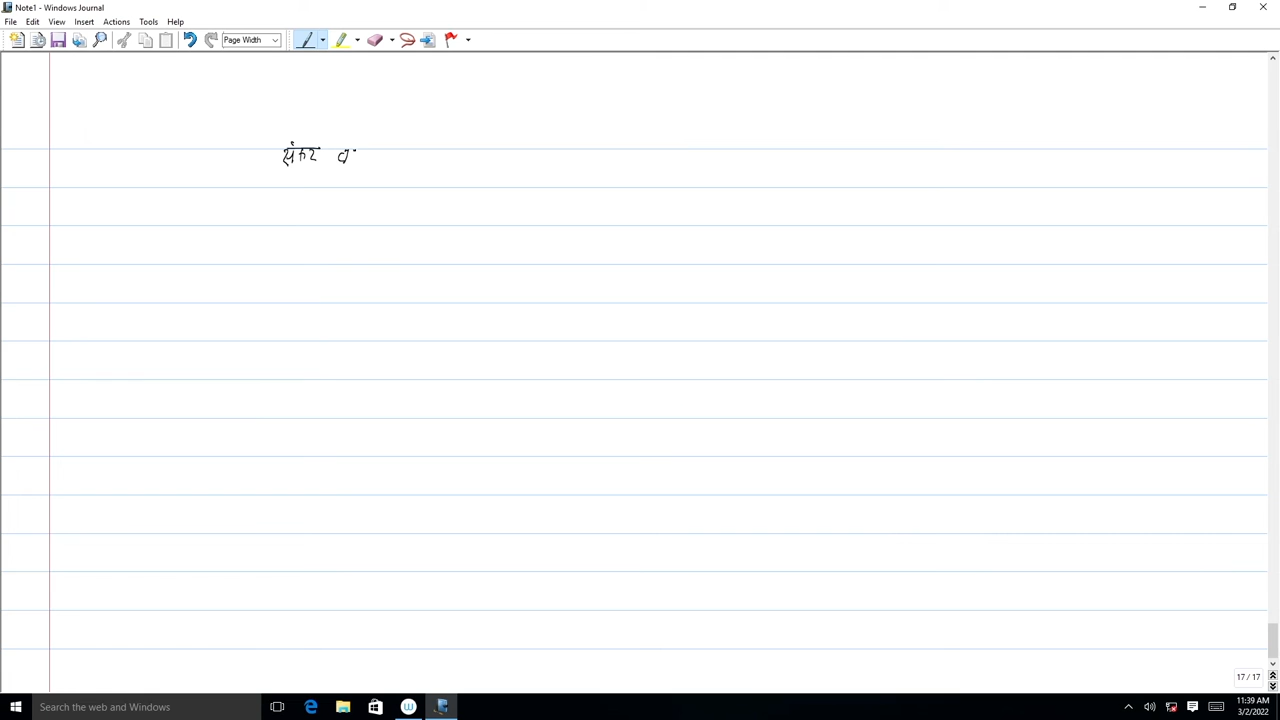 Note1 - Windows Journal
File Edit View Insert Actions Tools Help
Page Width
संकर व
17 / 17
Search the web and Windows
11:39 AM
3/2/2022